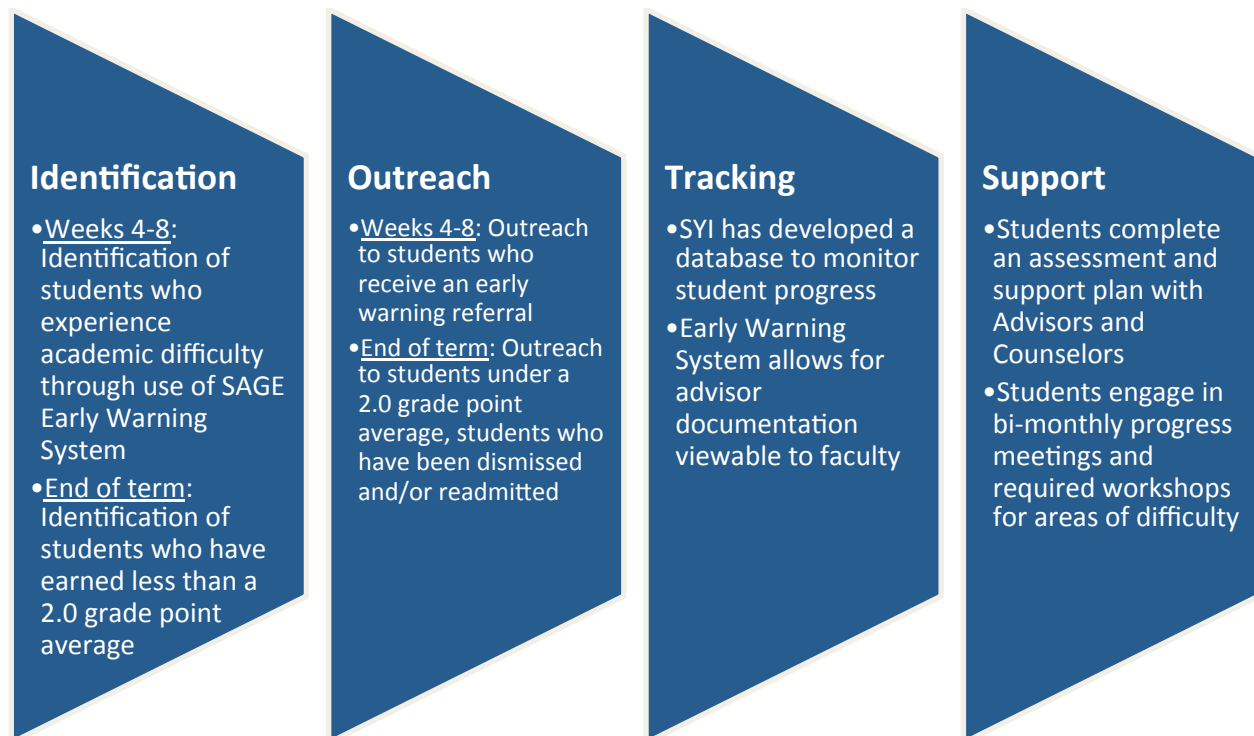 Identification
•Weeks 4-8:
Identification of
students who
experience
academic difficulty
through use of SAGE
Early Warning
System
•End of term:
Identification of
students who have
earned less than a
2.0 grade point
average
Outreach
•Weeks 4-8: Outreach
to students who
receive an early
warning referral
•End of term: Outreach
to students under a
2.0 grade point
average, students who
have been dismissed
and/or readmitted
Tracking
•SYI has developed a
database to monitor
student progress
•Early Warning
System allows for
advisor
documentation
viewable to faculty
Support
•Students complete
an assessment and
support plan with
Advisors and
Counselors
•Students engage in
bi-monthly progress
meetings and
required workshops
for areas of difficulty